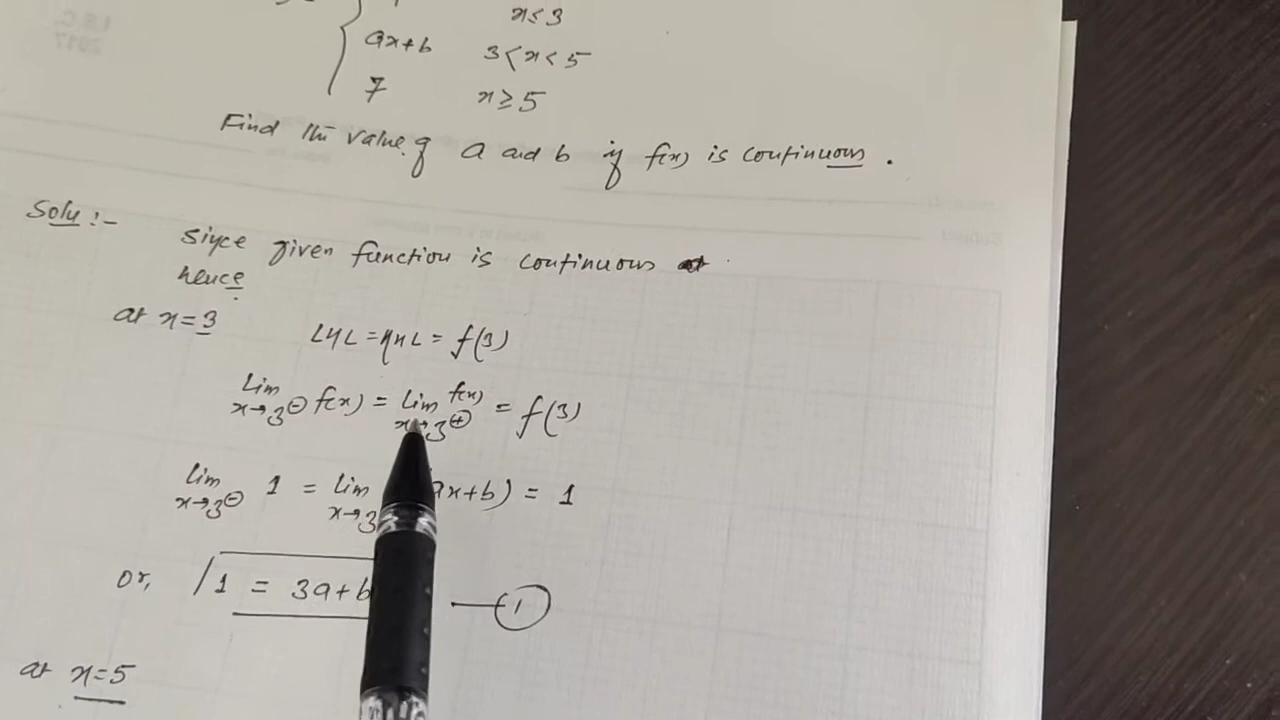 x ≤ 3
ax+b 3 < x < 5
7 x ≥ 5
Find the value of a and b if f(x) is continuous .
Solu :-
Since given function is continuous
hence
at x=3
LHL = RHL = f(3)
lim x→3⁻ f(x) = lim x→3⁺ f(x) = f(3)
lim x→3⁻ 1 = lim x→3 (ax+b) = 1
or, 1 = 3a+b — 1
at x=5